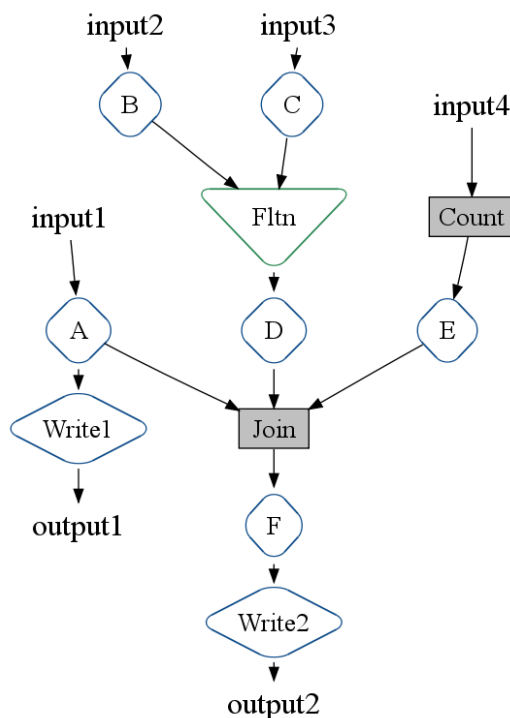 input2
input3
B
C
input4
input1
Fltn
Count
A
D
E
Write1
Join
output1
F
Write2
output2